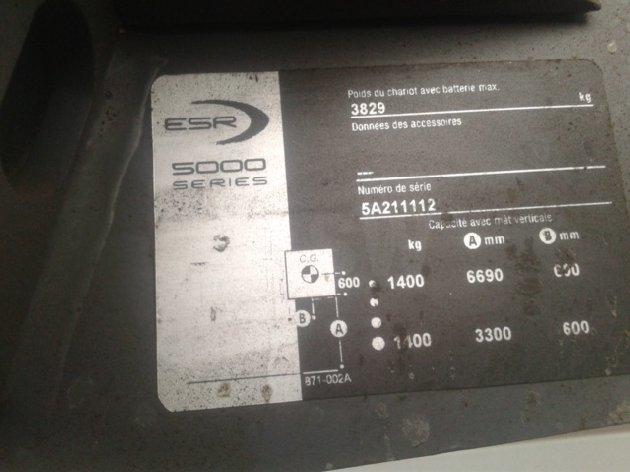 ESR
5000
SERIES
Poids du chariot avec batterie max.
3829 kg
Données des accessoires
---
Numéro de série
5A211112
Capacité avec mât verticale
kg A mm B mm
C.G.
600
1400 6690 600
B A
1400 3300 600
871-002A